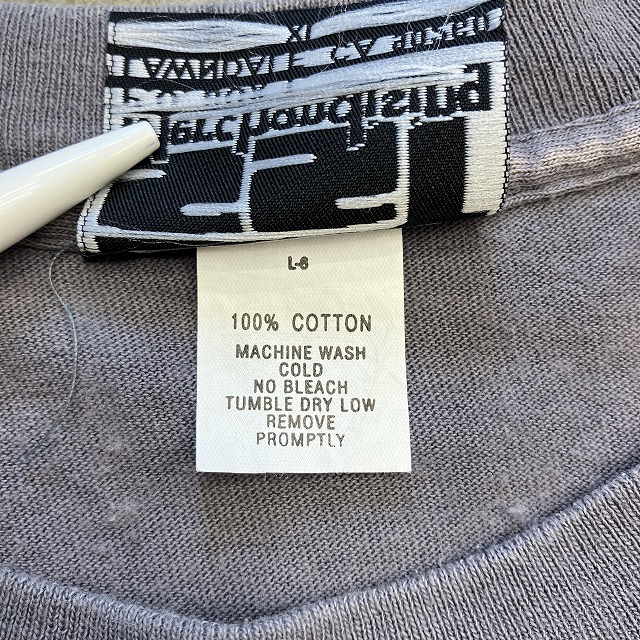 L-6
100% COTTON
MACHINE WASH
COLD
NO BLEACH
TUMBLE DRY LOW
REMOVE
PROMPTLY